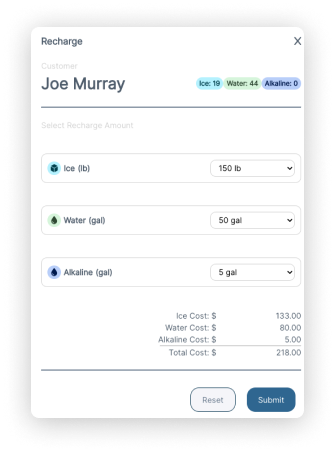 Recharge X
Customer
Joe Murray Ice: 19 Water: 44 Alkaline: 0
Select Recharge Amount
Ice (lb) 150 lb
Water (gal) 50 gal
Alkaline (gal) 5 gal
Ice Cost: $ 133.00
Water Cost: $ 80.00
Alkaline Cost: $ 5.00
Total Cost: $ 218.00
Reset Submit